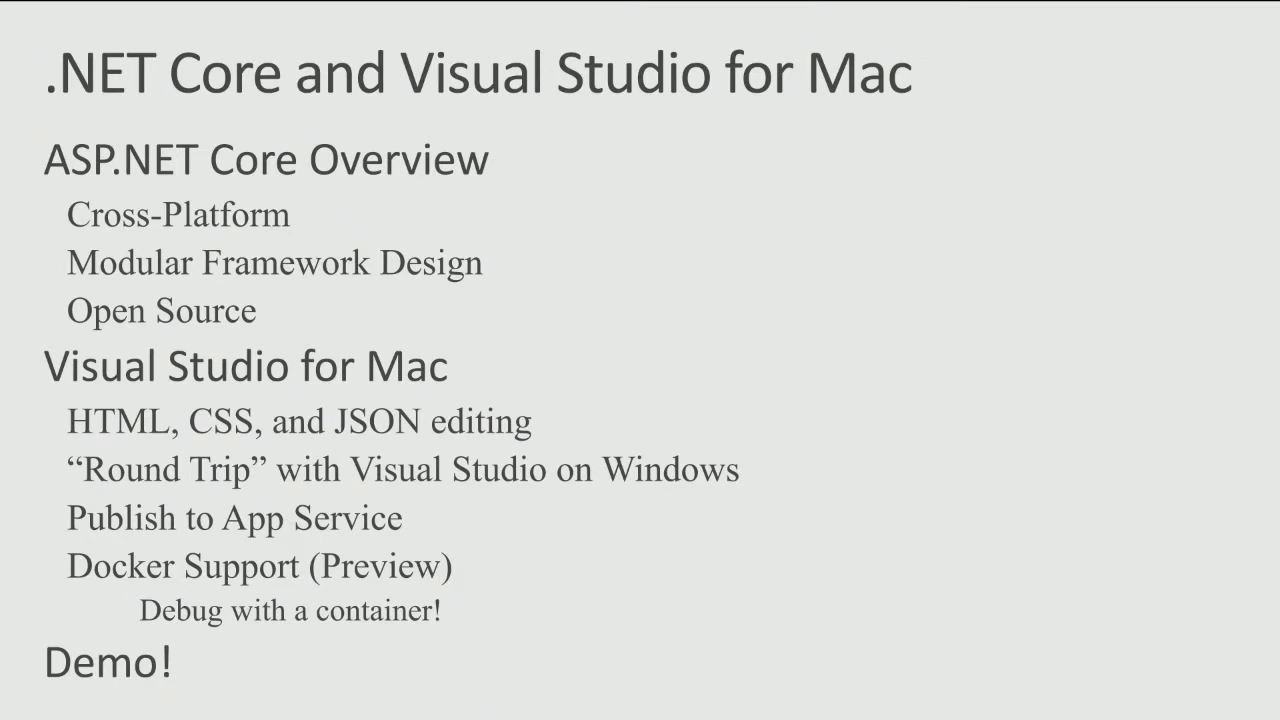 .NET Core and Visual Studio for Mac
ASP.NET Core Overview
Cross-Platform
Modular Framework Design
Open Source
Visual Studio for Mac
HTML, CSS, and JSON editing
“Round Trip” with Visual Studio on Windows
Publish to App Service
Docker Support (Preview)
Debug with a container!
Demo!